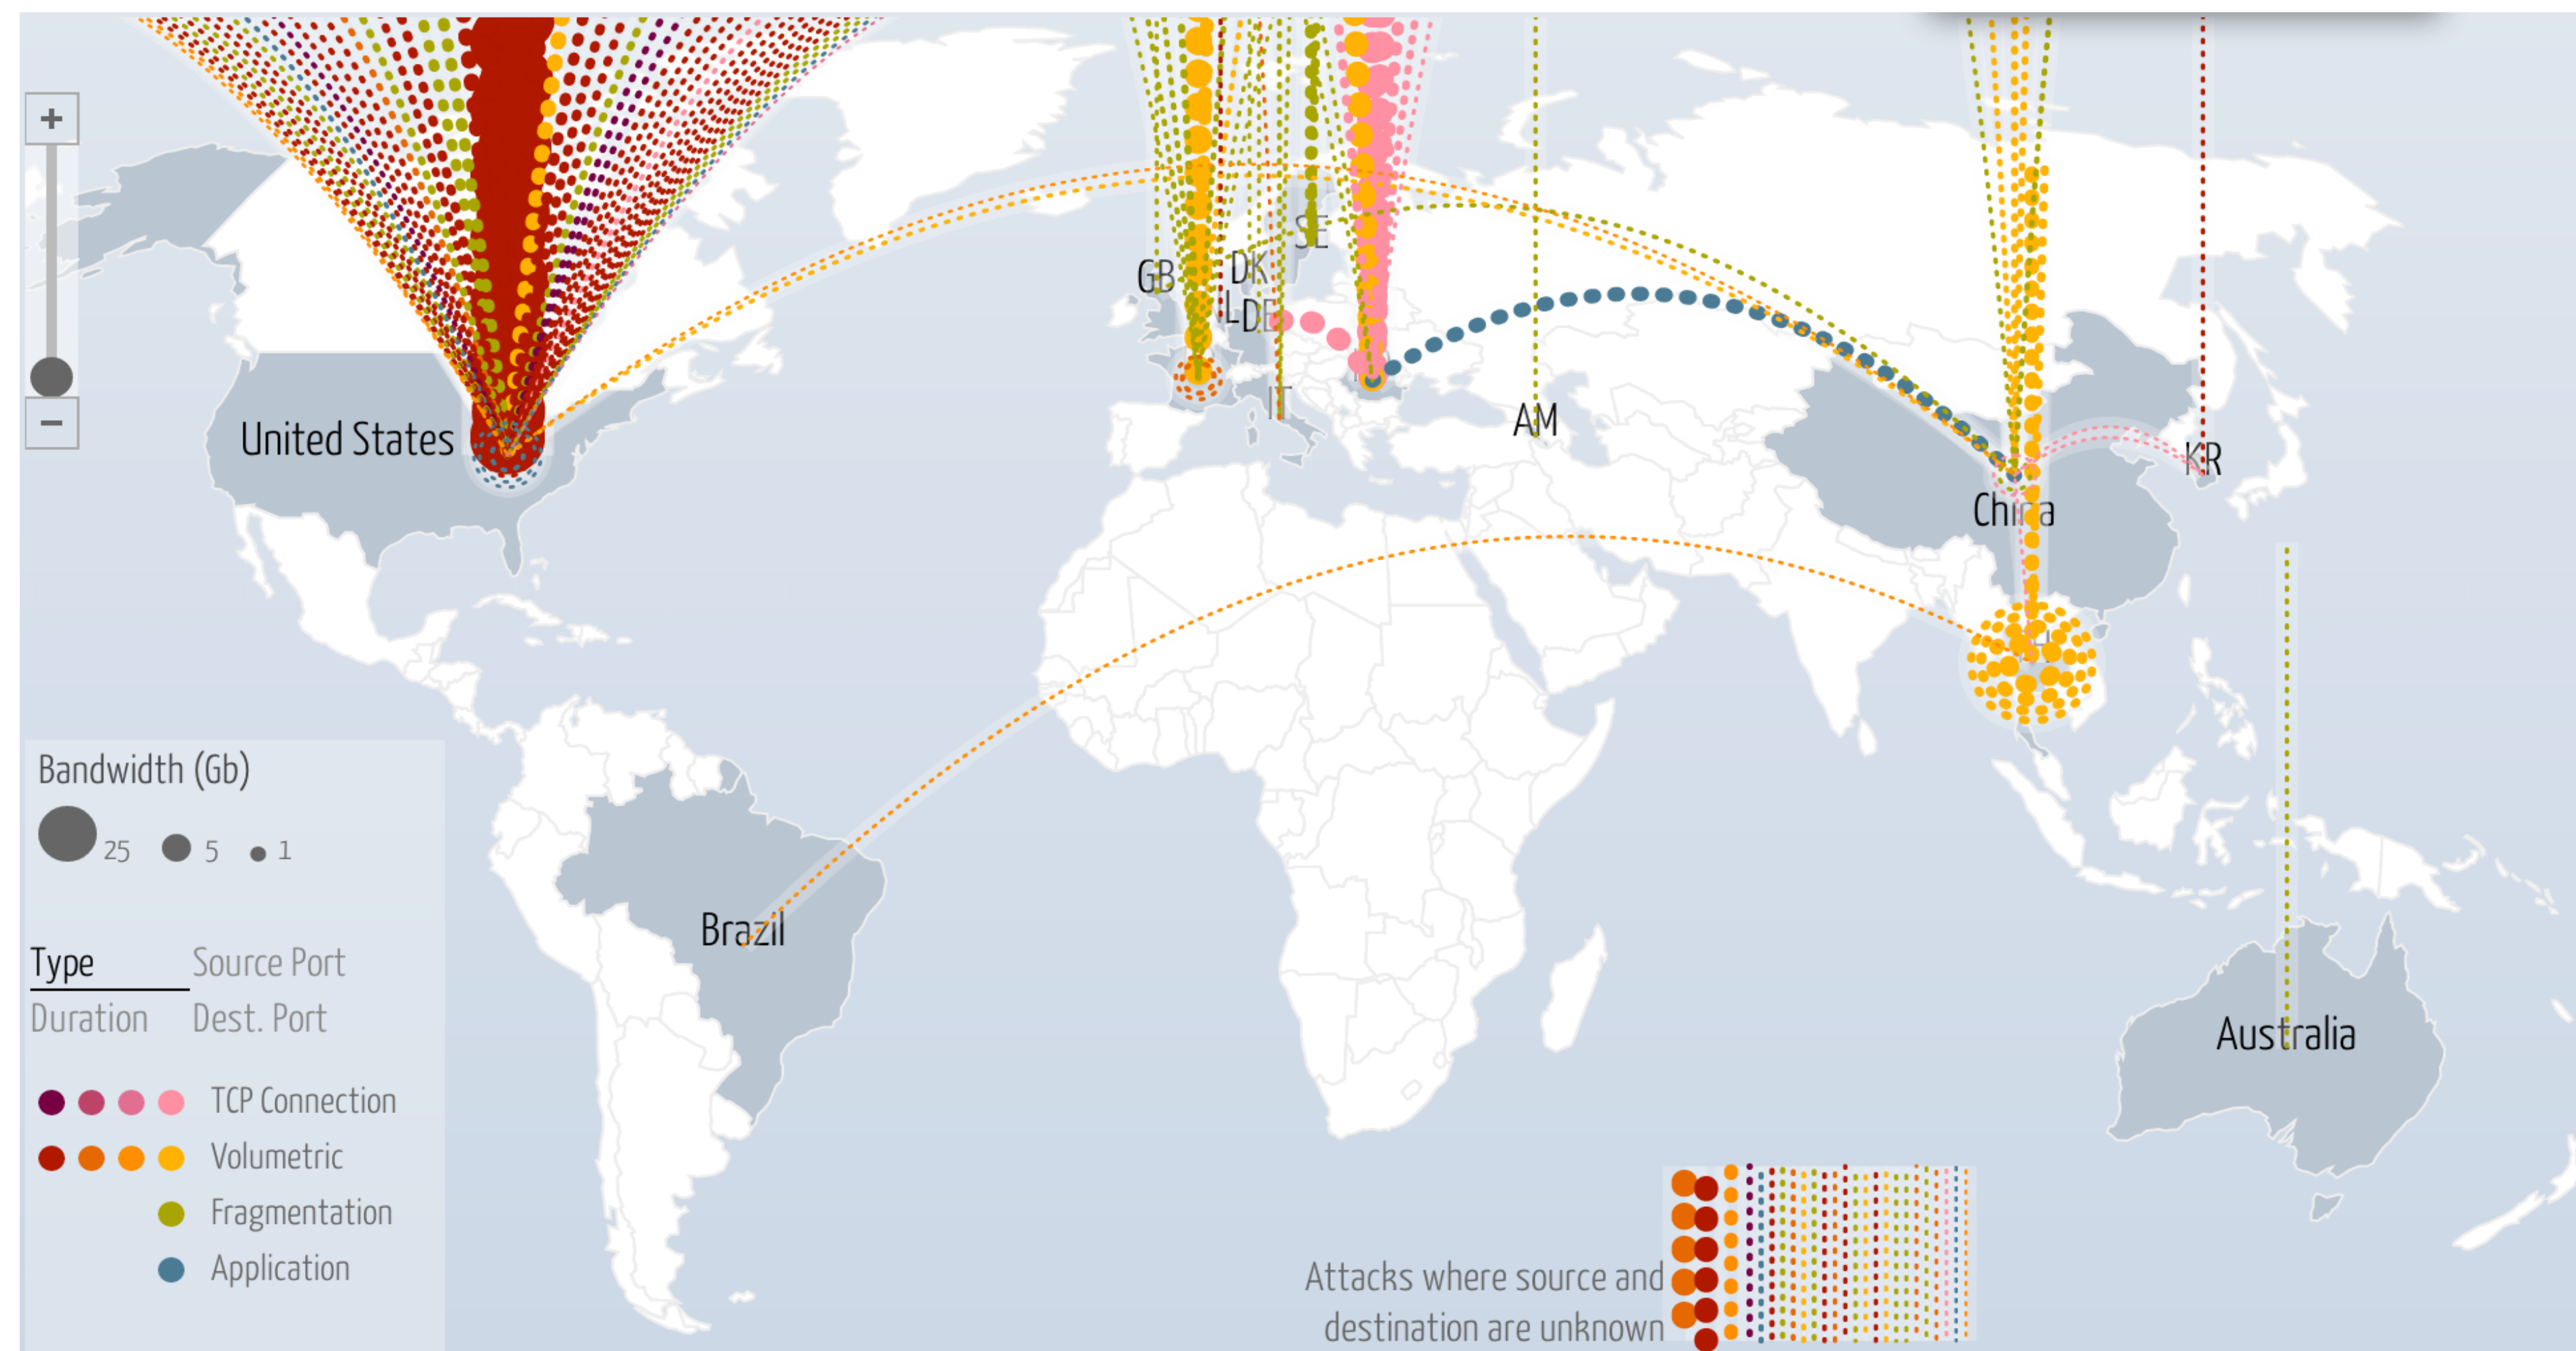 +
−
GB
DK
SE
DE
IT
AM
United States
China
KR
Brazil
Australia
Bandwidth (Gb)
25 5 1
Type Source Port
Duration Dest. Port
TCP Connection
Volumetric
Fragmentation
Application
Attacks where source and
destination are unknown